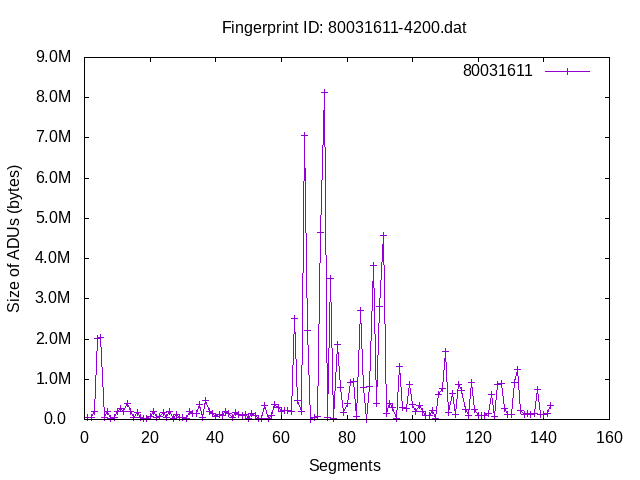 Fingerprint ID: 80031611-4200.dat
80031611
9.0M
8.0M
7.0M
6.0M
5.0M
4.0M
3.0M
2.0M
1.0M
0.0
Size of ADUs (bytes)
0 20 40 60 80 100 120 140 160
Segments